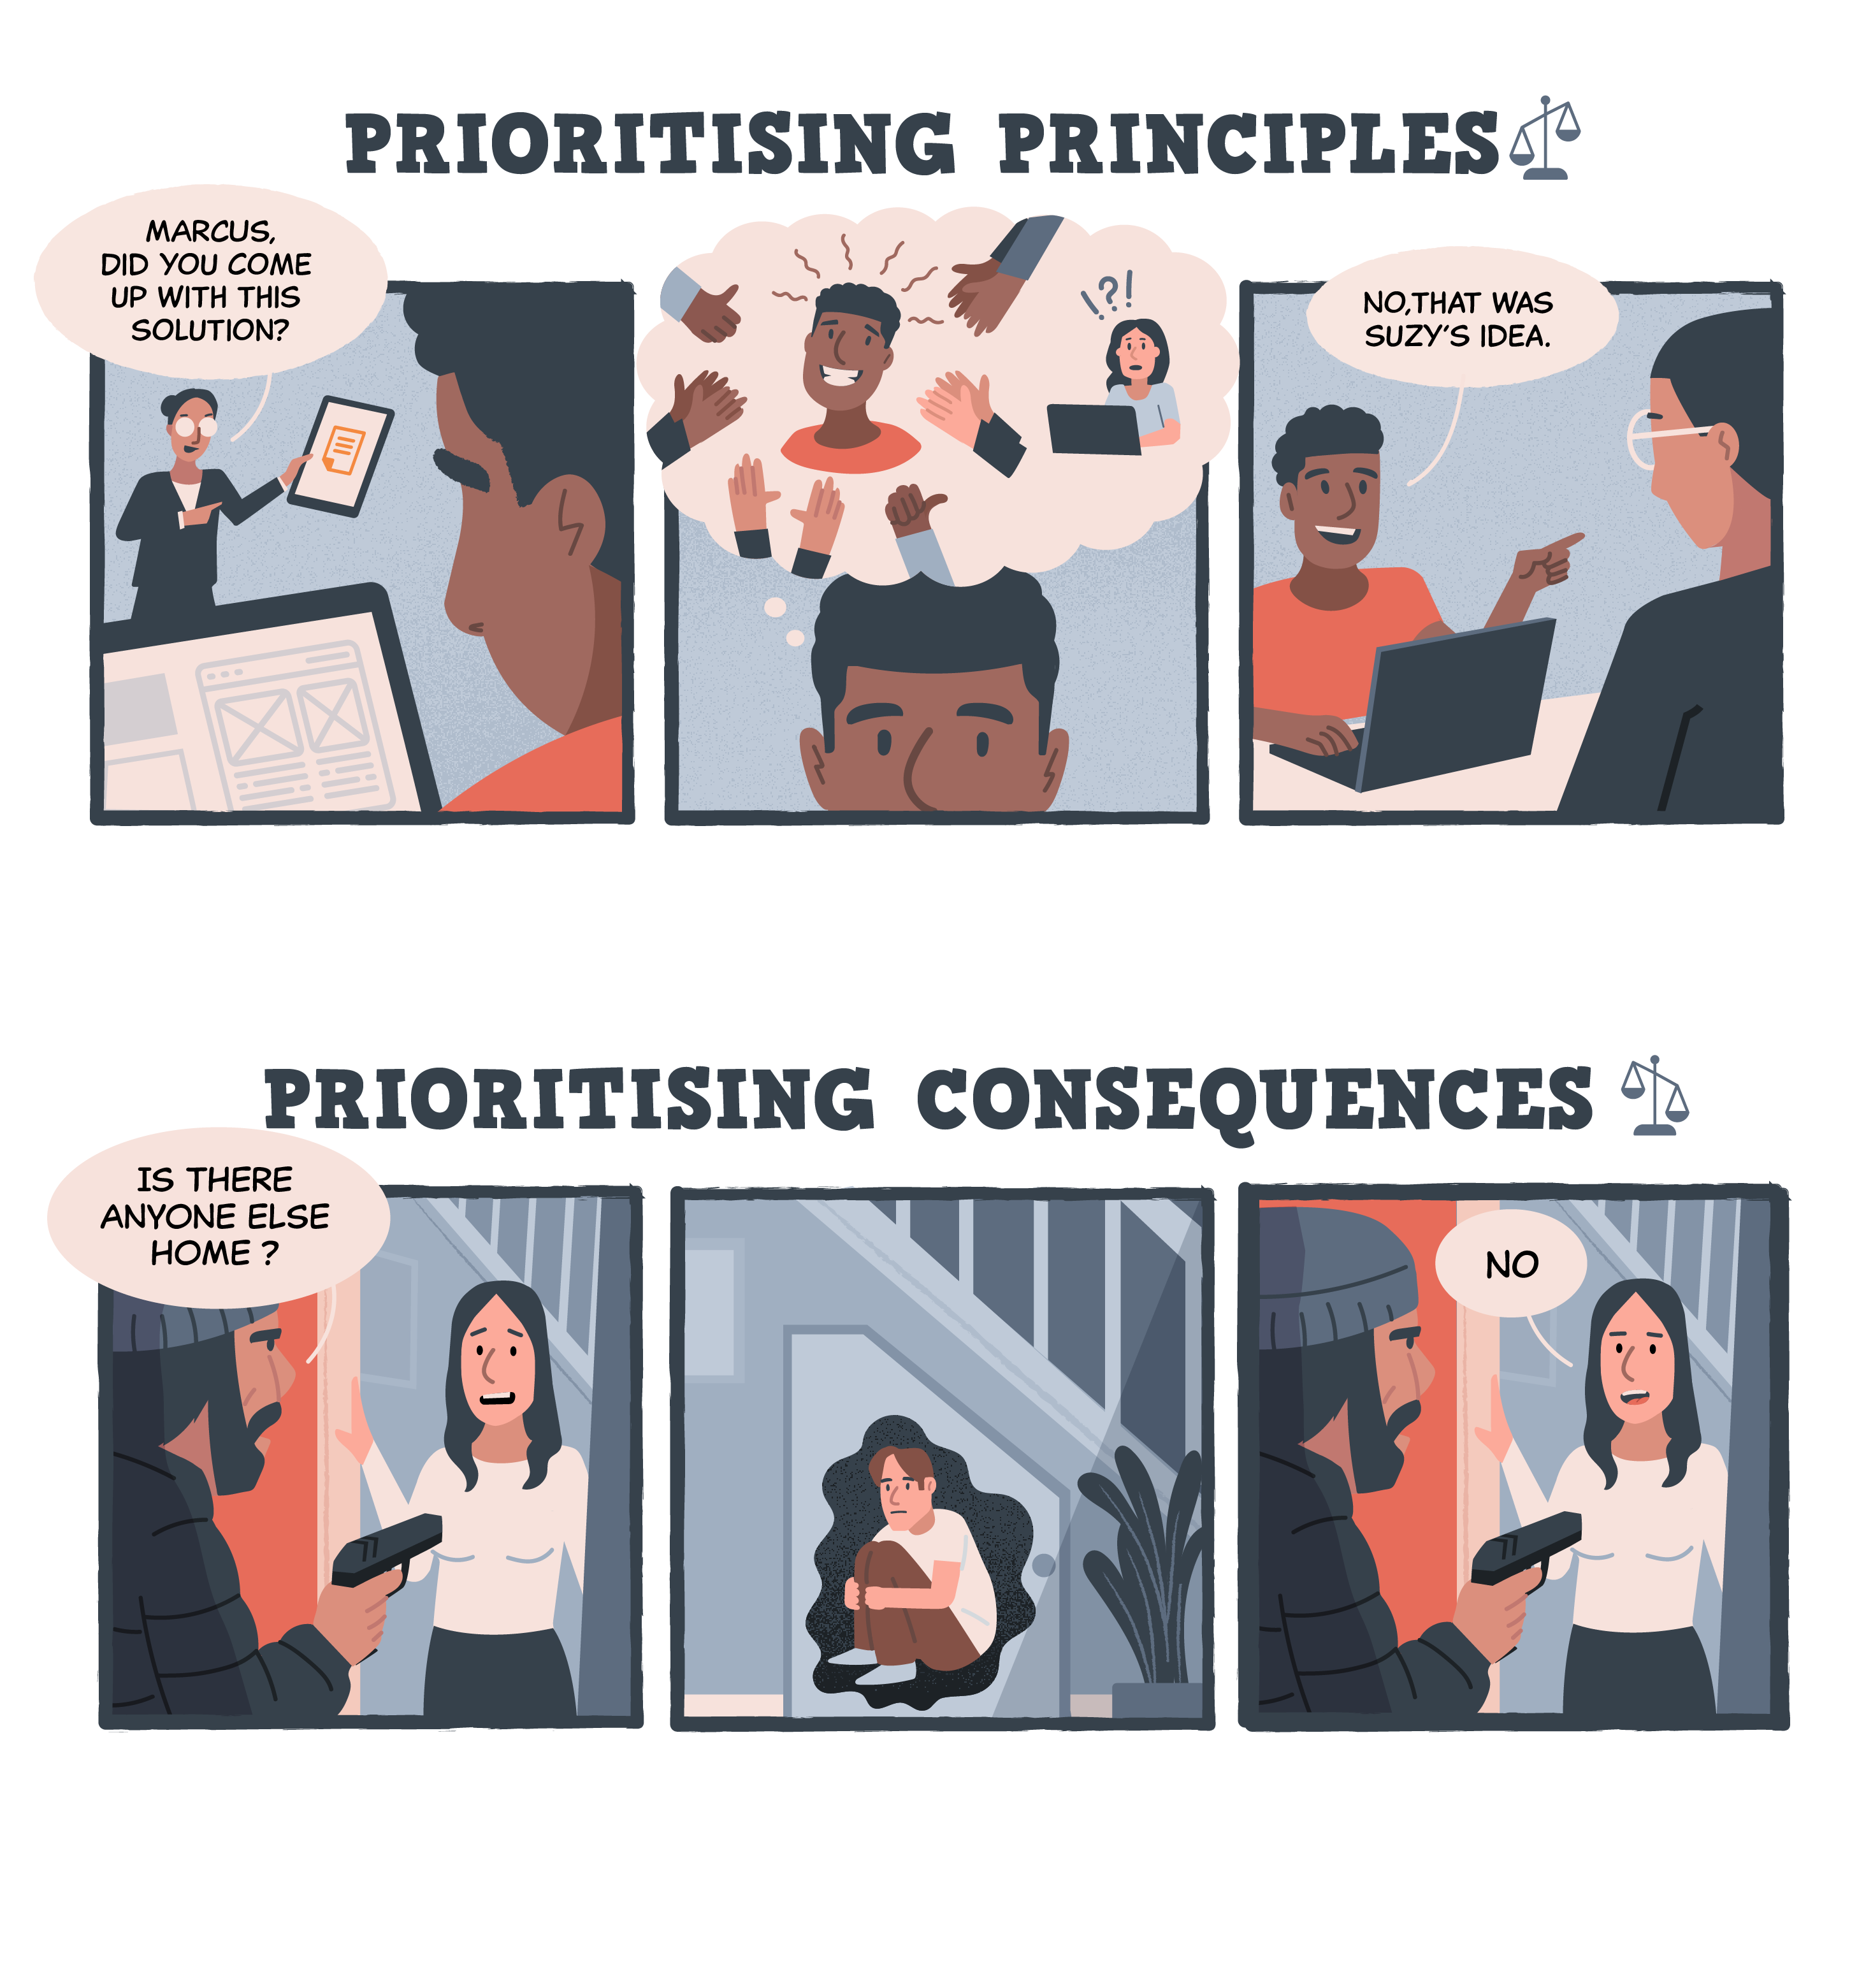 PRIORITISING PRINCIPLES
MARCUS,
DID YOU COME
UP WITH THIS
SOLUTION?
\?!
NO,THAT WAS
SUZY'S IDEA.
PRIORITISING CONSEQUENCES
IS THERE
ANYONE ELSE
HOME ?
NO